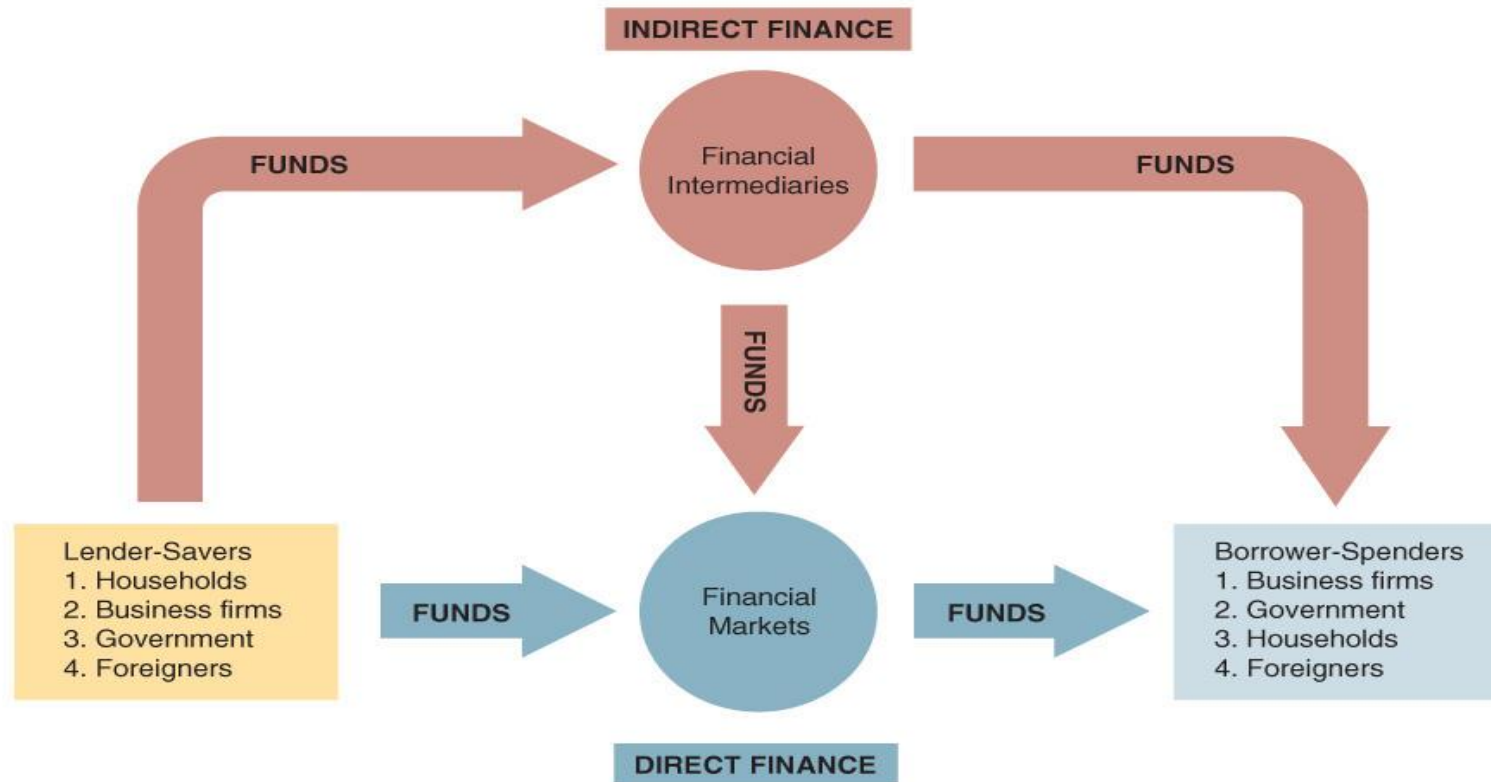 INDIRECT FINANCE
FUNDS
Financial
Intermediaries
FUNDS
FUNDS
Lender-Savers
1. Households
2. Business firms
3. Government
4. Foreigners
FUNDS
Financial
Markets
FUNDS
Borrower-Spenders
1. Business firms
2. Government
3. Households
4. Foreigners
DIRECT FINANCE